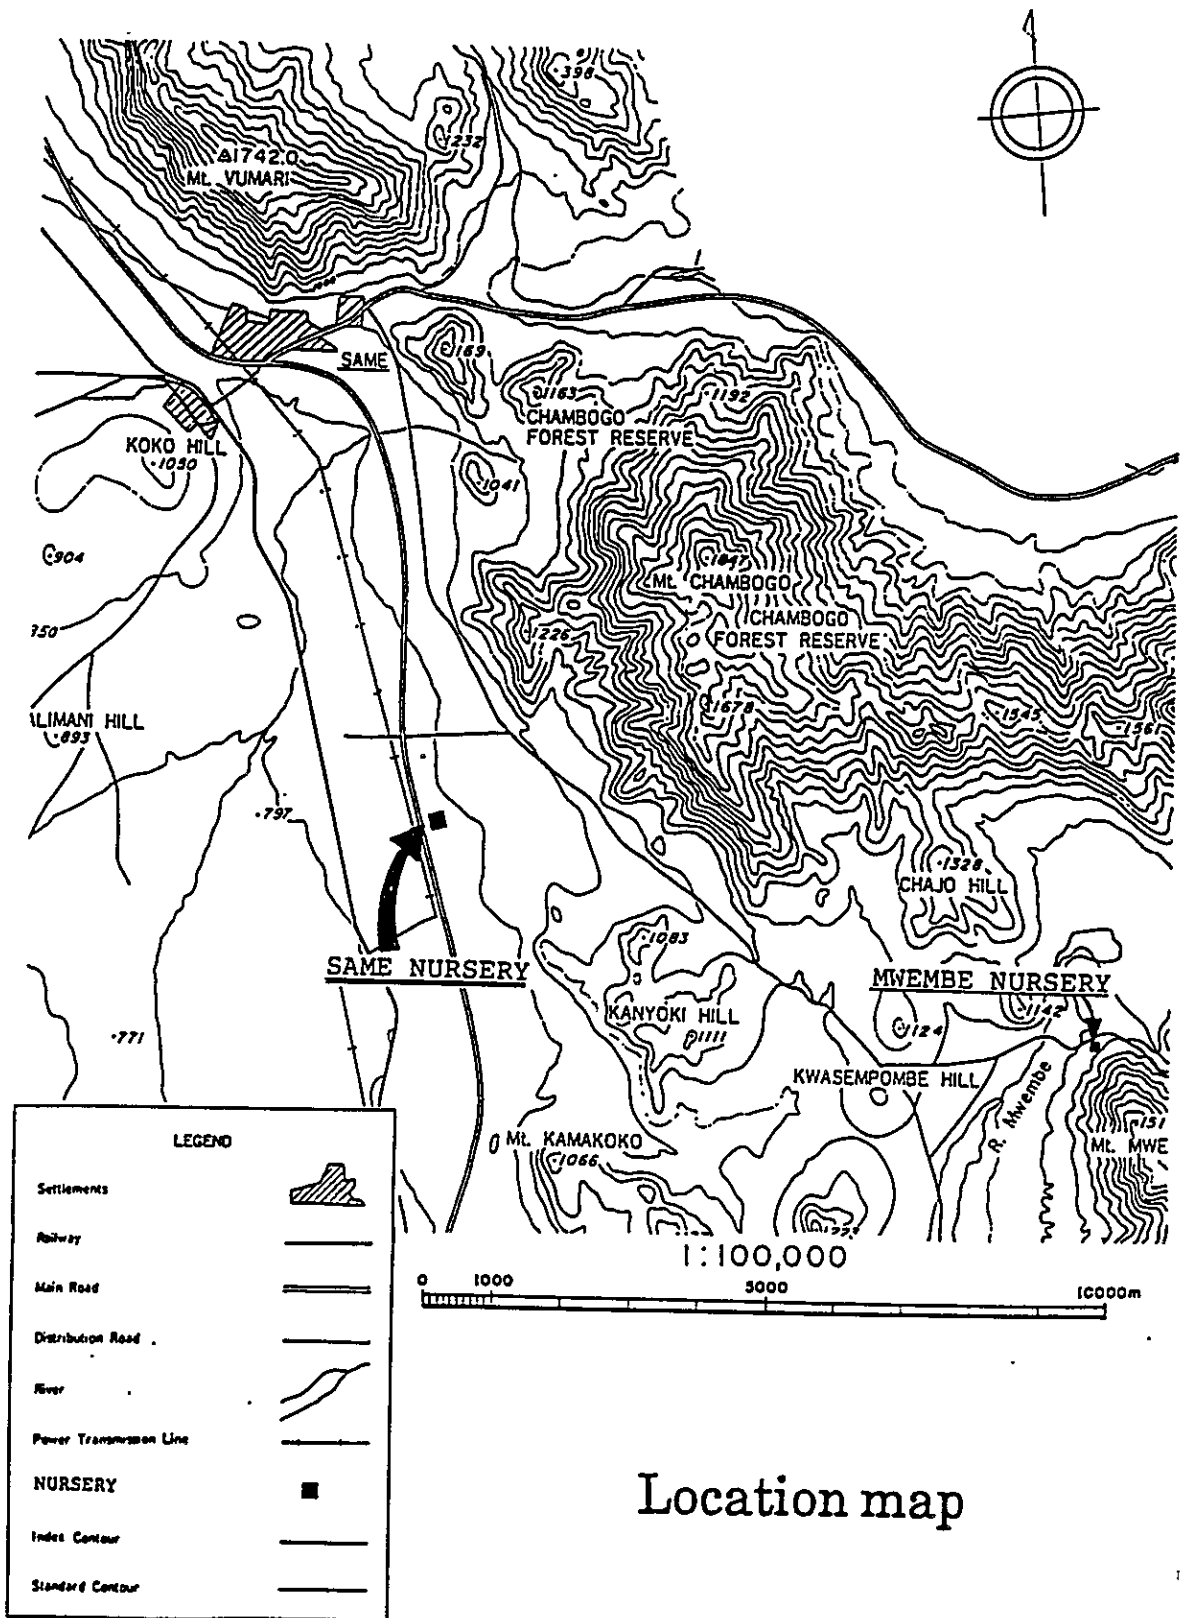 398
1232
△1742.0
Mt. VUMARI
SAME
1169
1163
1192
CHAMBOGO
FOREST RESERVE
KOKO HILL
1050
1041
904
Mt. CHAMBOGO
CHAMBOGO
FOREST RESERVE
1226
1678
1545
1561
ALIMANI HILL
893
797
1328
CHAJO HILL
SAME NURSERY
1083
MWEMBE NURSERY
KANYOKI HILL
1111
1142
1124
771
KWASEMPOMBE HILL
R. Mwembe
Mt. KAMAKOKO
1066
151
Mt. MWE
1:100,000
0 1000 5000 10000m
LEGEND
Settlements
Railway
Main Road
Distribution Road
River
Power Transmission Line
NURSERY
Index Contour
Standard Contour
Location map